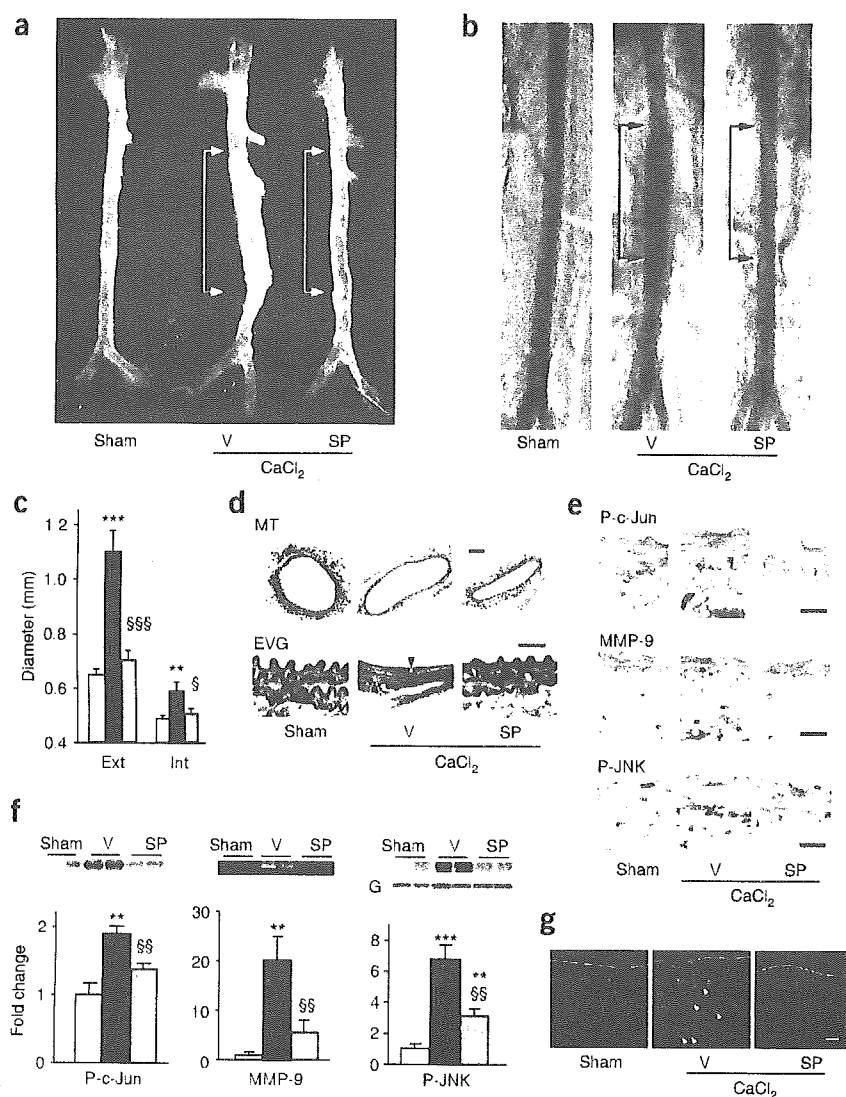 a
Sham V SP
CaCl₂
b
Sham V SP
CaCl₂
c
Diameter (mm)
1 2
1.0
0.8
0.6
0.4
***
§§§
**
§
Ext Int
d
MT
EVG
Sham V SP
CaCl₂
e
P-c-Jun
MMP-9
P-JNK
Sham V SP
CaCl₂
f
Sham V SP
Sham V SP
Sham V SP
G
Fold change
2
1
0
**
§§
P-c-Jun
30
20
10
0
**
§§
MMP-9
8
6
4
2
0
***
**
§§
P-JNK
g
Sham V SP
CaCl₂